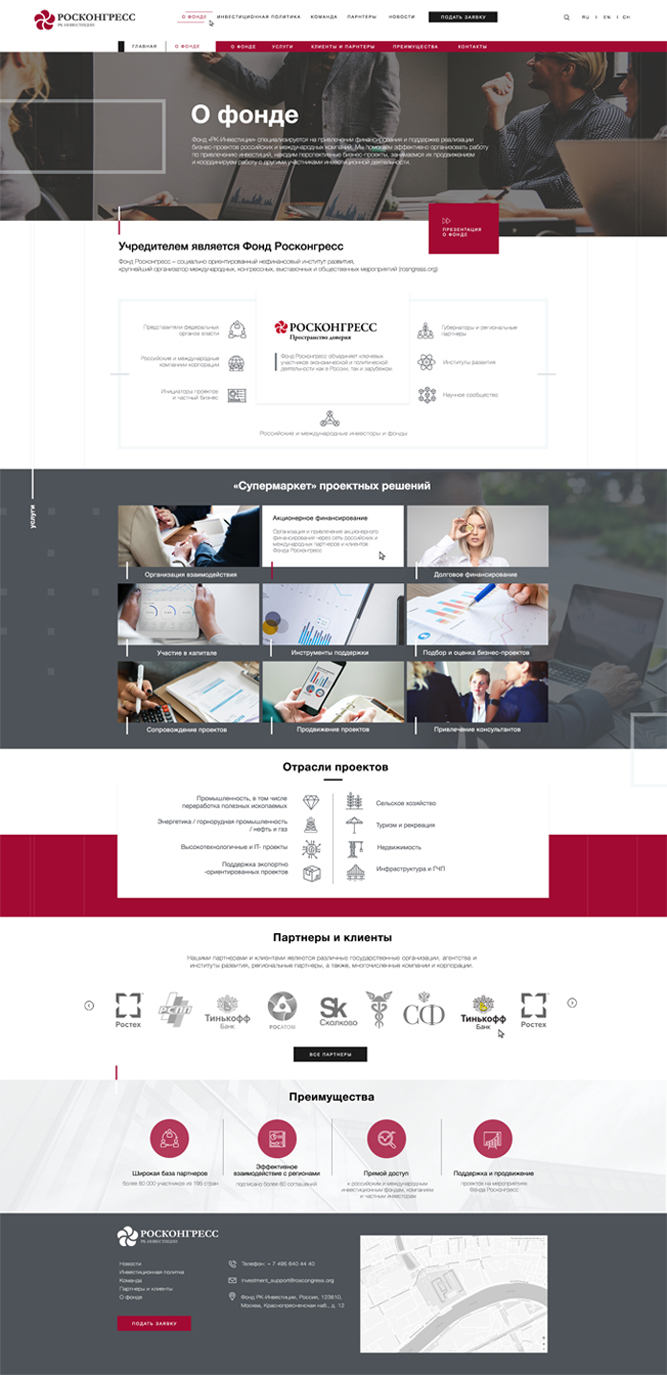 РОСКОНГРЕСС
РК-ИНВЕСТИЦИИ
О ФОНДЕ
ИНВЕСТИЦИОННАЯ ПОЛИТИКА
КОМАНДА
ПАРТНЕРЫ
НОВОСТИ
ПОДАТЬ ЗАЯВКУ
RU I EN I CH
ГЛАВНАЯ
О ФОНДЕ
О ФОНДЕ
УСЛУГИ
КЛИЕНТЫ И ПАРТНЕРЫ
ПРЕИМУЩЕСТВА
КОНТАКТЫ
О фонде
Фонд «РК-Инвестиции» специализируется на привлечении финансирования и поддержке реализации
бизнес-проектов российских и международных компаний. Мы помогаем эффективно организовать работу
по привлечению инвестиций, находим перспективные бизнес-проекты, занимаемся их продвижением
и координируем работу с другими участниками инвестиционной деятельности.
ПРЕЗЕНТАЦИЯ
О ФОНДЕ
Учредителем является Фонд Росконгресс
Фонд Росконгресс – социально ориентированный нефинансовый институт развития,
крупнейший организатор международных, конгрессных, выставочных и общественных мероприятий (roscongress.org)
Представители федеральных
органов власти
Российские и международные
компании корпорации
Инициаторы проектов
и частный бизнес
РОСКОНГРЕСС
Пространство доверия
Фонд Росконгресс объединяет ключевых
участников экономической и политической
деятельности как в России, так и зарубежом.
Губернаторы и региональные
партнеры
Институты развития
Научное сообщество
Российские и международные инвесторы и фонды
услуги
«Супермаркет» проектных решений
Организация взаимодействия
Акционерное финансирование
Организация и привлечение акционерного
финансирования через сеть российских и
международных партнеров и клиентов
Фонда Росконгресс
Долговое финансирование
Участие в капитале
Инструменты поддержки
Подбор и оценка бизнес-проектов
Сопровождение проектов
Продвижение проектов
Привлечение консультантов
Отрасли проектов
Промышленность, в том числе
переработка полезных ископаемых
Энергетика / горнорудная промышленность
/ нефть и газ
Высокотехнологичные и IT- проекты
Поддержка экспортно
-ориентированных проектов
Сельское хозяйство
Туризм и рекреация
Недвижимость
Инфраструктура и ГЧП
Партнеры и клиенты
Нашими партнерами и клиентами являются различные государственные организации, агентства и
институты развития, региональные партнеры, а также, многочисленные компании и корпорации.
Ростех
РСПП
Тинькофф
Банк
РОСАТОМ
Sk
Сколково
СФ
Тинькофф
Банк
Ростех
ВСЕ ПАРТНЕРЫ
Преимущества
Широкая база партнеров
более 80 000 участников из 195 стран
Эффективное
взаимодействие с регионами
подписано более 60 соглашений
Прямой доступ
к российским и международным
инвестиционным фондам, компаниям
и частным инвесторам
Поддержка и продвижение
проектов на мероприятиях
Фонда Росконгресс
РОСКОНГРЕСС
РК-ИНВЕСТИЦИИ
Новости
Инвестиционная политика
Команда
Партнеры и клиенты
О фонде
ПОДАТЬ ЗАЯВКУ
Телефон: + 7 495 640 44 40
investment_support@roscongress.org
Фонд РК-Инвестиции, Россия, 123610,
Москва, Краснопресненская наб., д. 12